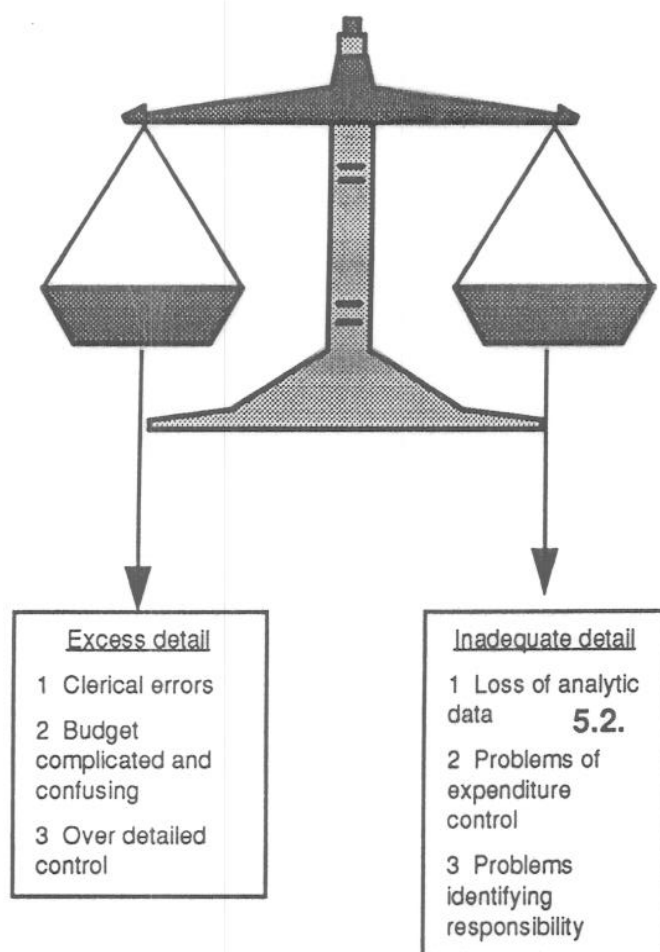 Excess detail
1 Clerical errors
2 Budget
complicated and
confusing
3 Over detailed
control
Inadequate detail
1 Loss of analytic
data 5.2.
2 Problems of
expenditure
control
3 Problems
identifying
responsibility